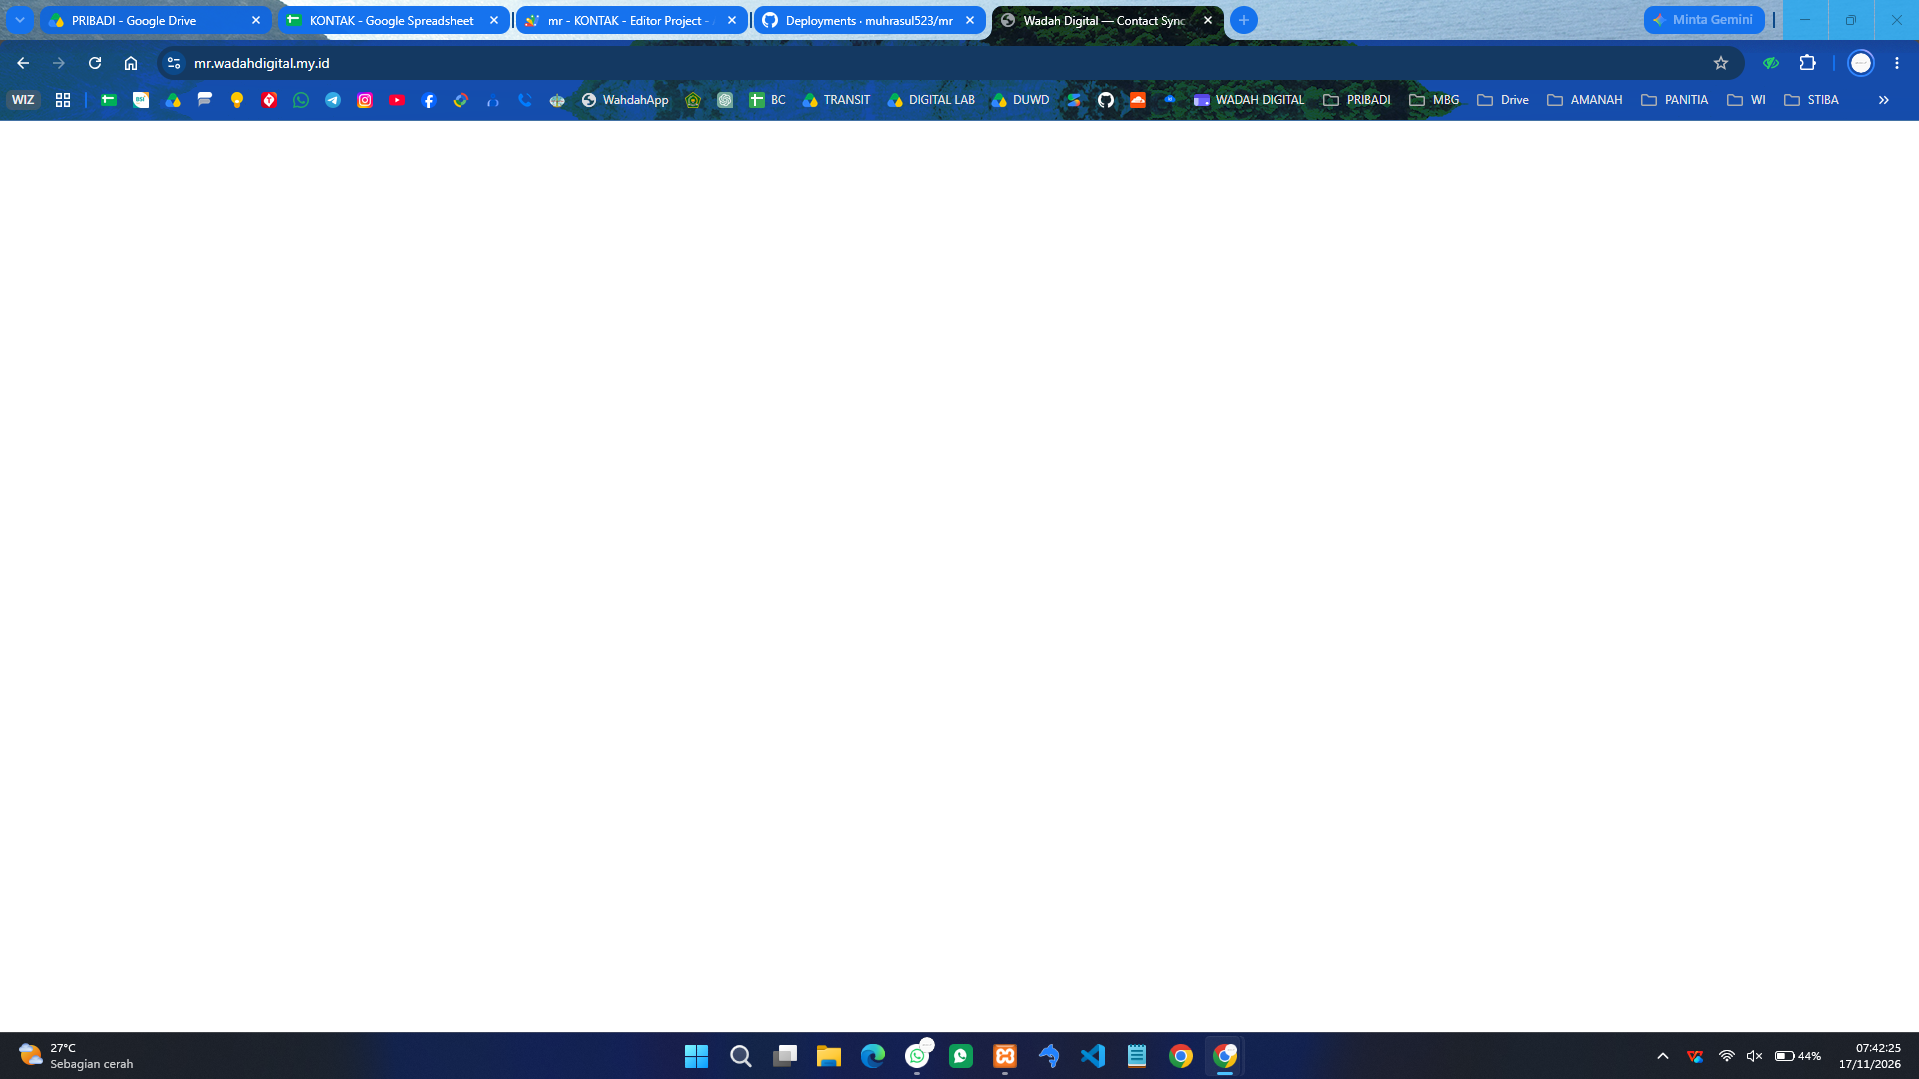 PRIBADI - Google Drive
KONTAK - Google Spreadsheet
mr - KONTAK - Editor Project -
Deployments · muhrasul523/mr
Wadah Digital — Contact Sync
Minta Gemini
mr.wadahdigital.my.id
WIZ
BSI
WahdahApp
BC
TRANSIT
DIGITAL LAB
DUWD
WADAH DIGITAL
PRIBADI
MBG
Drive
AMANAH
PANITIA
WI
STIBA
27°C
Sebagian cerah
44%
07:42:25
17/11/2026